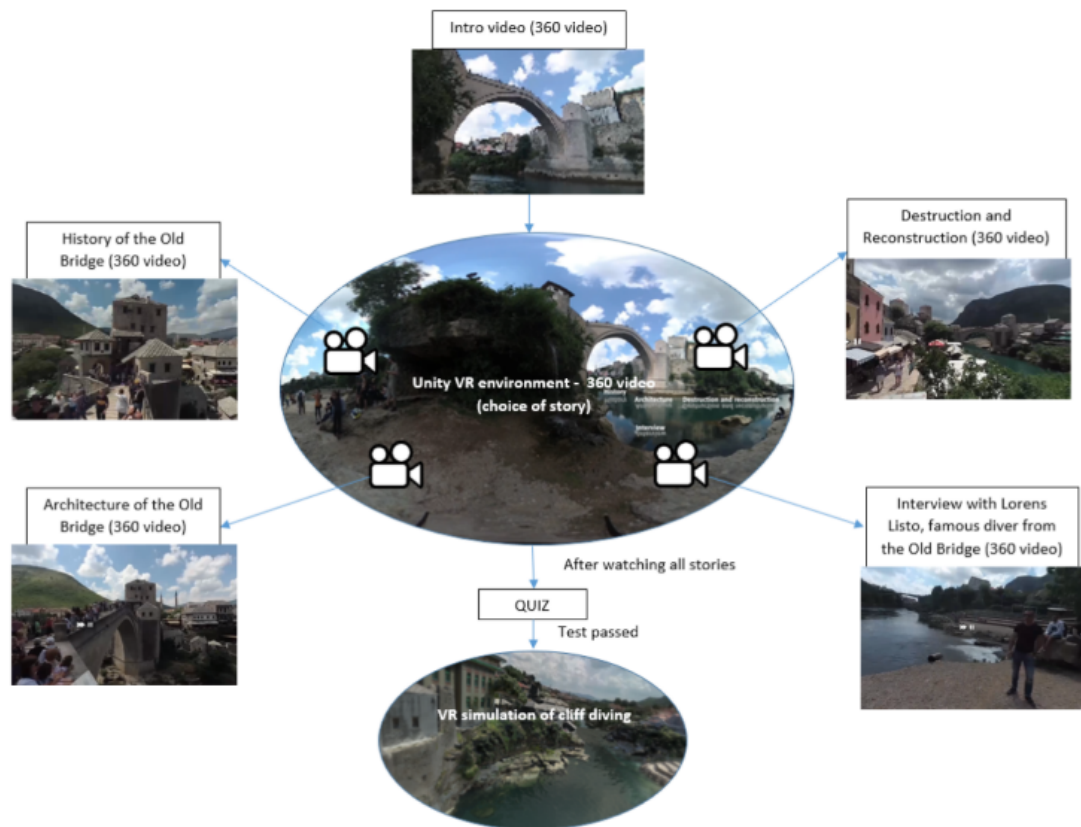 Intro video (360 video)
History of the Old
Bridge (360 video)
Destruction and
Reconstruction (360 video)
Unity VR environment - 360 video
(choice of story)
History
Architecture
Destruction and reconstruction
Interview
Architecture of the Old
Bridge (360 video)
Interview with Lorens
Listo, famous diver from
the Old Bridge (360 video)
After watching all stories
QUIZ
Test passed
VR simulation of cliff diving